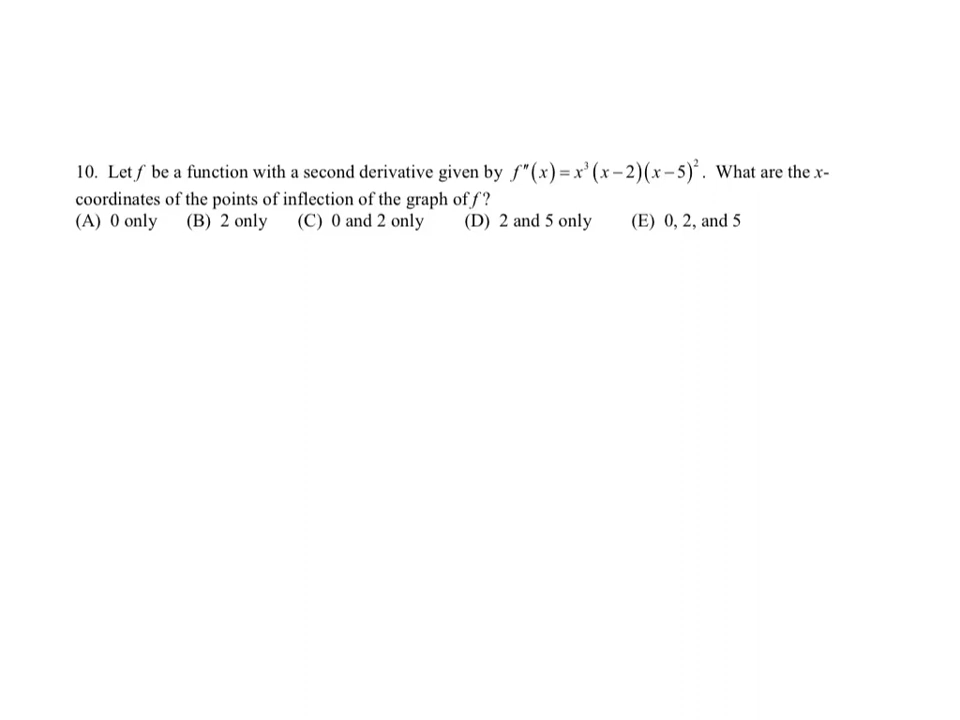 10. Let f be a function with a second derivative given by f″(x) = x³(x − 2)(x − 5)². What are the x-
coordinates of the points of inflection of the graph of f ?
(A) 0 only (B) 2 only (C) 0 and 2 only (D) 2 and 5 only (E) 0, 2, and 5